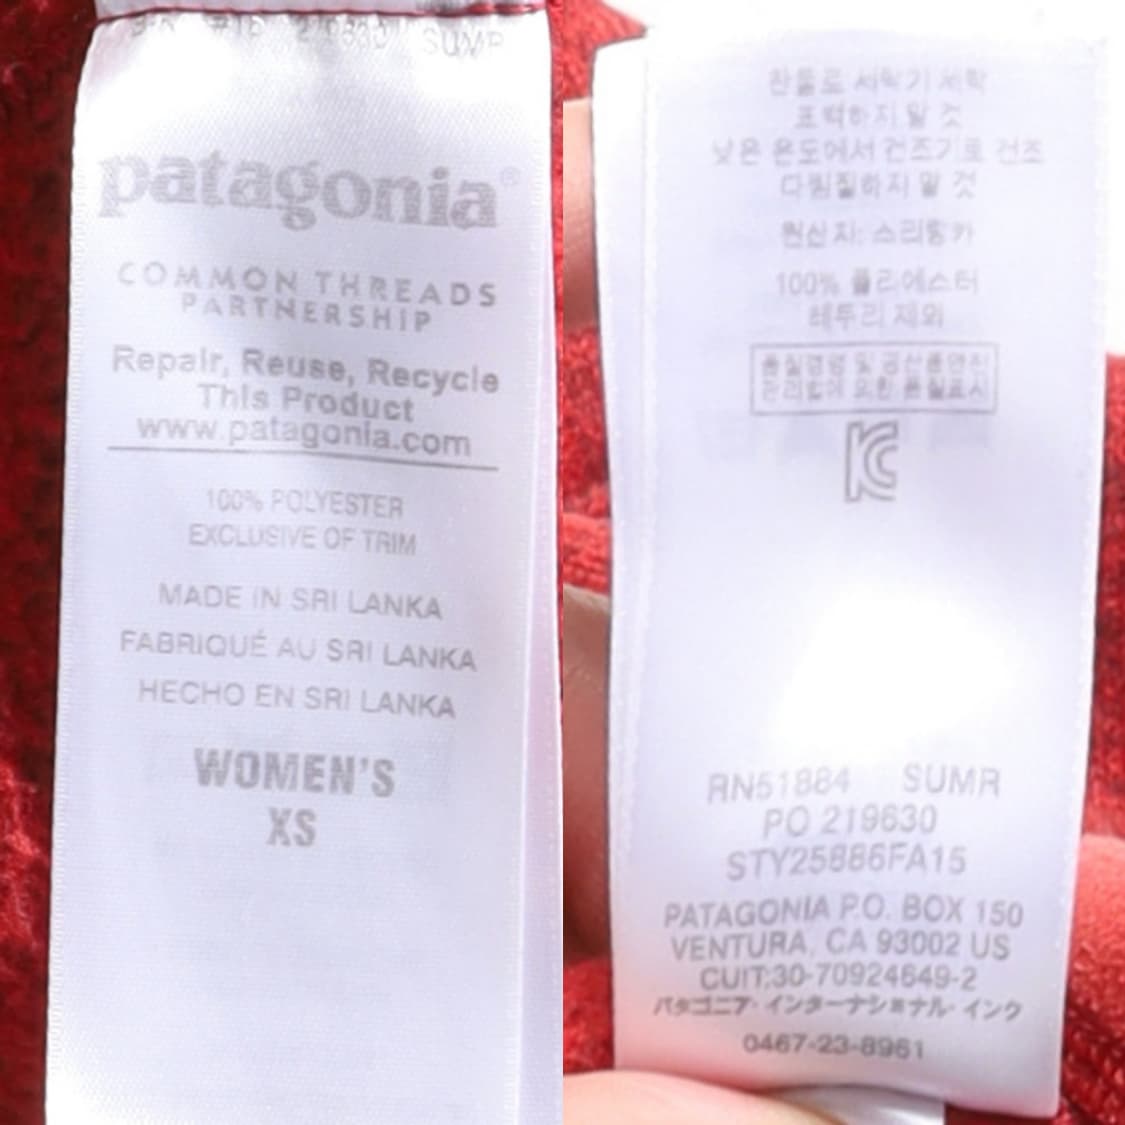 SUMR
patagonia®
COMMON THREADS
PARTNERSHIP
Repair, Reuse, Recycle
This Product
www.patagonia.com
100% POLYESTER
EXCLUSIVE OF TRIM
MADE IN SRI LANKA
FABRIQUÉ AU SRI LANKA
HECHO EN SRI LANKA
WOMEN'S
XS
찬물로 세탁기 세탁
표백하지 말 것
낮은 온도에서 건조기로 건조
다림질하지 말 것
원산지: 스리랑카
100% 폴리에스터
테두리 제외
품질경영 및 공산품안전
관리법에 의한 품질표시
KC
RN51884 SUMR
PO 219630
STY25886FA15
PATAGONIA P.O. BOX 150
VENTURA, CA 93002 US
CUIT:30-70924649-2
パタゴニア・インターナショナル・インク
0467-23-8961